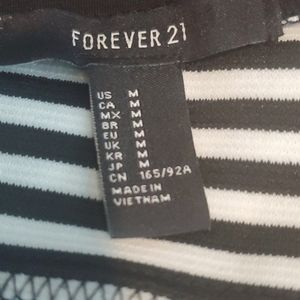 FOREVER 21
US M
CA M
MX M
BR M
EU M
UK M
KR M
JP M
CN 165/92A
MADE IN
VIETNAM